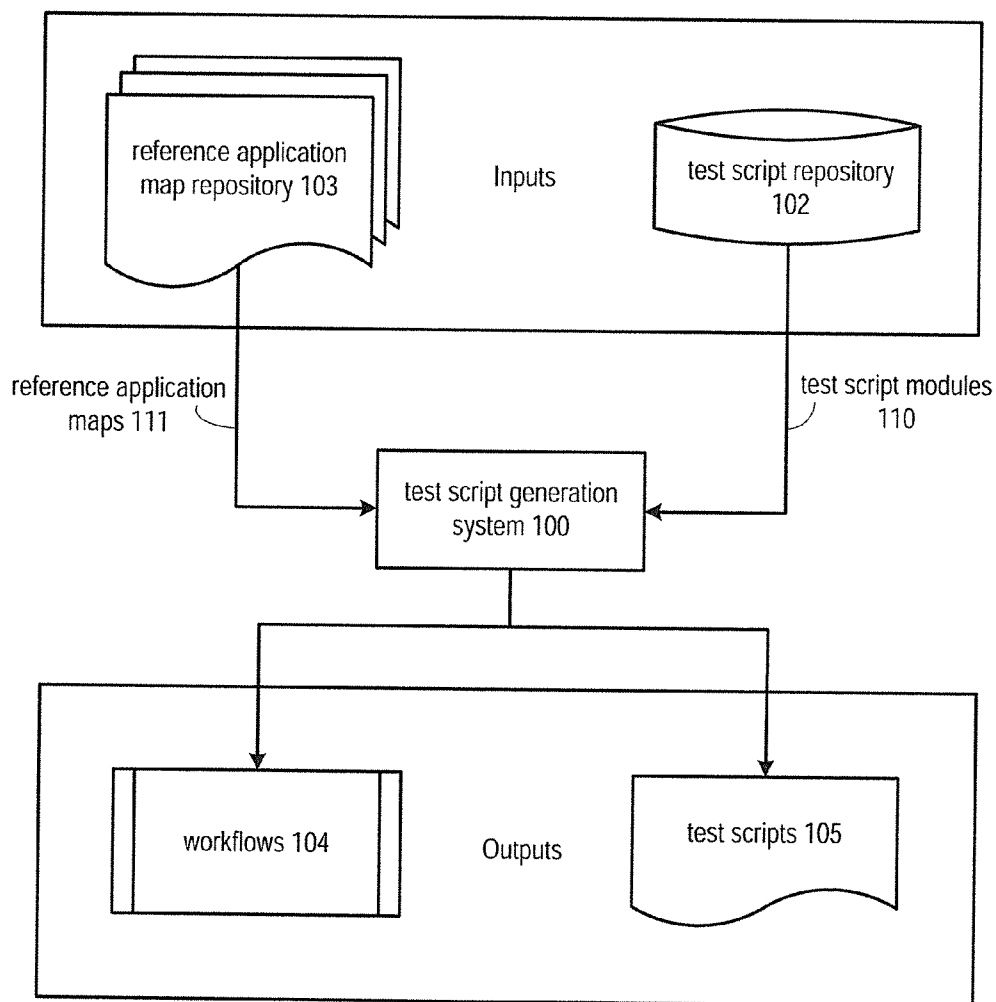 reference application
map repository 103
Inputs
test script repository
102
reference application
maps 111
test script modules
110
test script generation
system 100
workflows 104
Outputs
test scripts 105